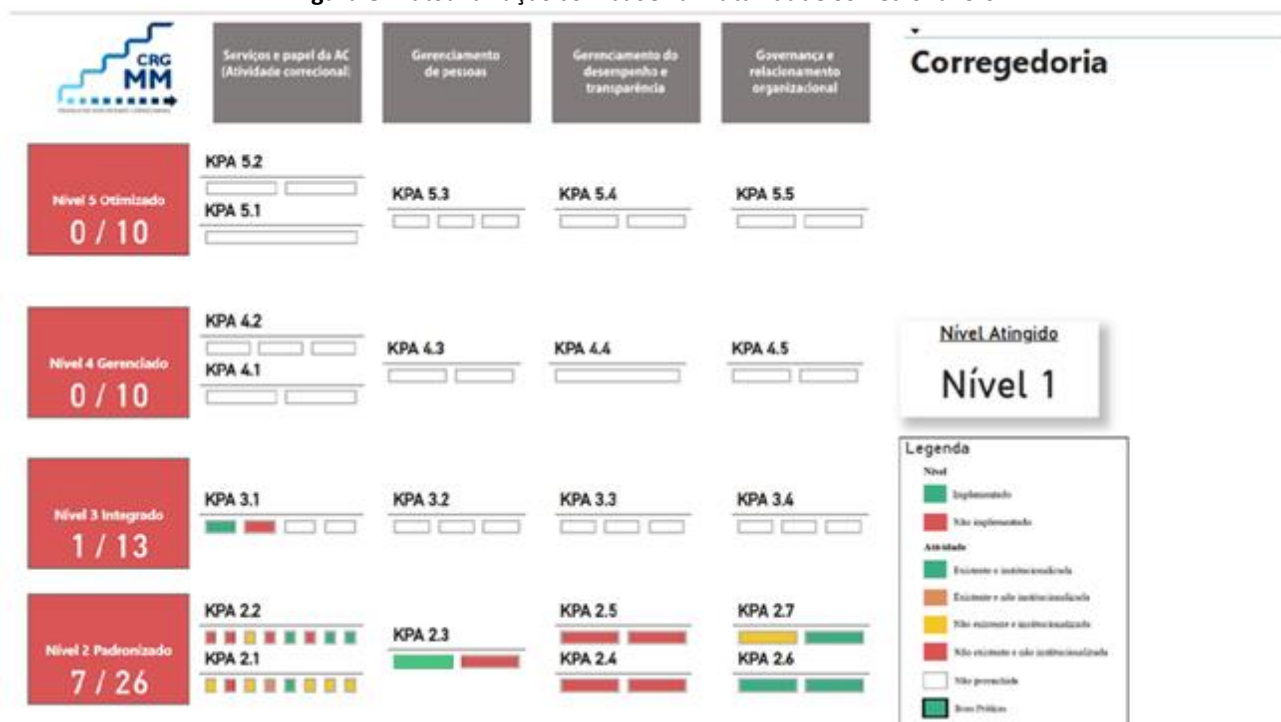 CRG
MM
Serviços e papel da AC
(Atividade correcional)
Gerenciamento
de pessoas
Gerenciamento do
desempenho e
transparência
Governança e
relacionamento
organizacional
Corregedoria
Nível 5 Otimizado
0 / 10
KPA 5.2
KPA 5.1
KPA 5.3
KPA 5.4
KPA 5.5
Nível 4 Gerenciado
0 / 10
KPA 4.2
KPA 4.1
KPA 4.3
KPA 4.4
KPA 4.5
Nível Atingido
Nível 1
Nível 3 Integrado
1 / 13
KPA 3.1
KPA 3.2
KPA 3.3
KPA 3.4
Nível 2 Padronizado
7 / 26
KPA 2.2
KPA 2.1
KPA 2.3
KPA 2.5
KPA 2.4
KPA 2.7
KPA 2.6
Legenda
Nível
Implementado
Não implementado
Atividade
Existente e institucionalizada
Existente e não institucionalizada
Não existente e institucionalizada
Não existente e não institucionalizada
Não preenchida
Boas Práticas